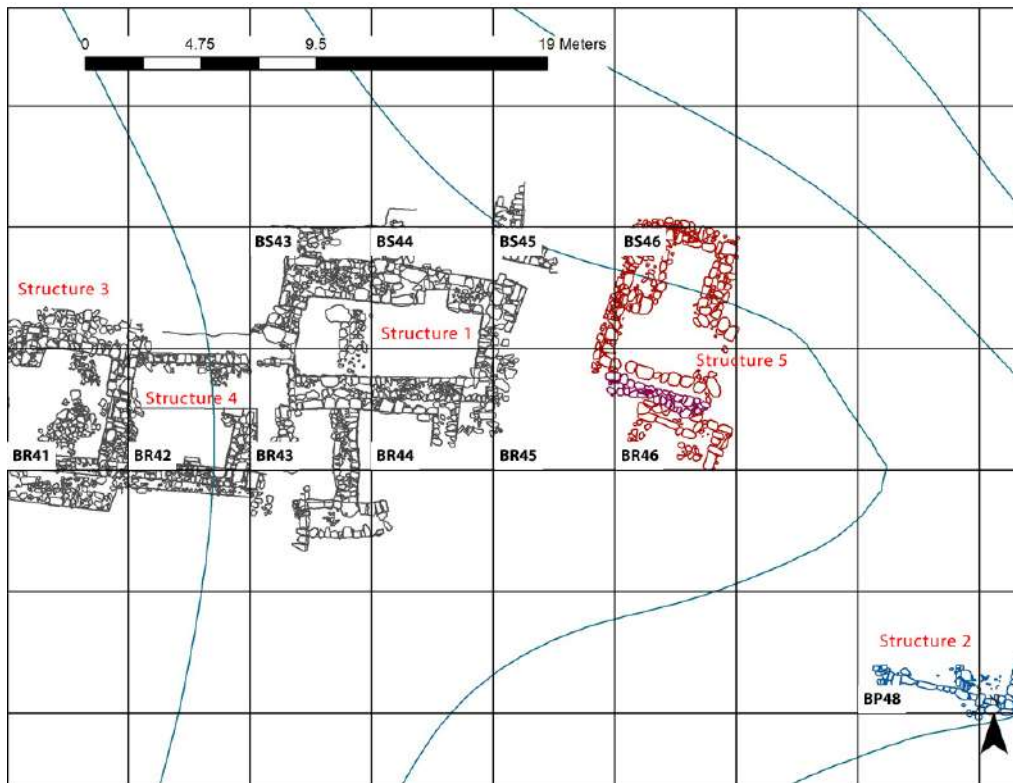 0 4.75 9.5 19 Meters
BS43 BS44 BS45 BS46
Structure 3
Structure 1
Structure 5
Structure 4
BR41 BR42 BR43 BR44 BR45 BR46
Structure 2
BP48